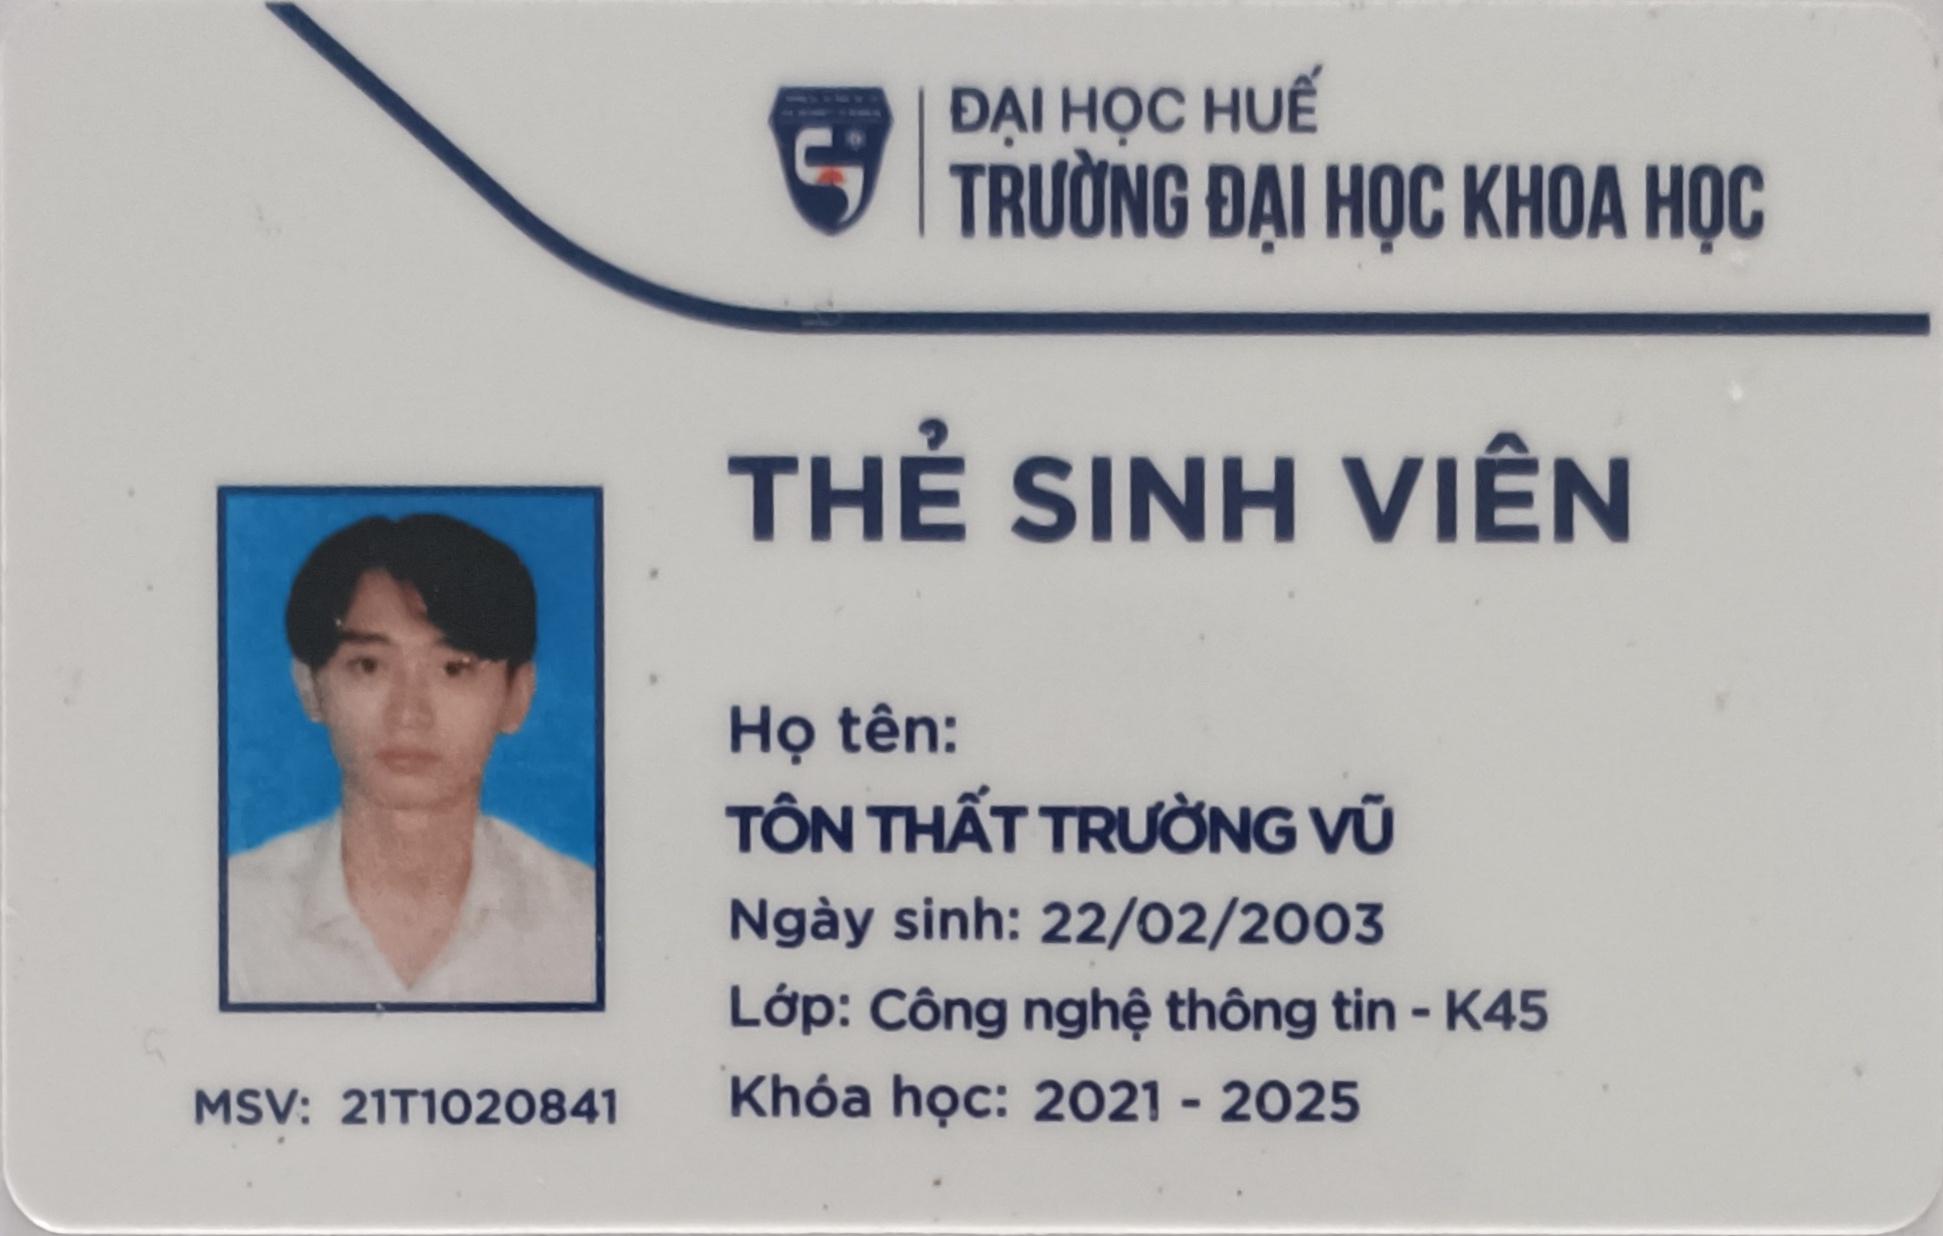 ĐẠI HỌC HUẾ
TRƯỜNG ĐẠI HỌC KHOA HỌC
THẺ SINH VIÊN
Họ tên:
TÔN THẤT TRƯỜNG VŨ
Ngày sinh: 22/02/2003
Lớp: Công nghệ thông tin - K45
Khóa học: 2021 - 2025
MSV: 21T1020841